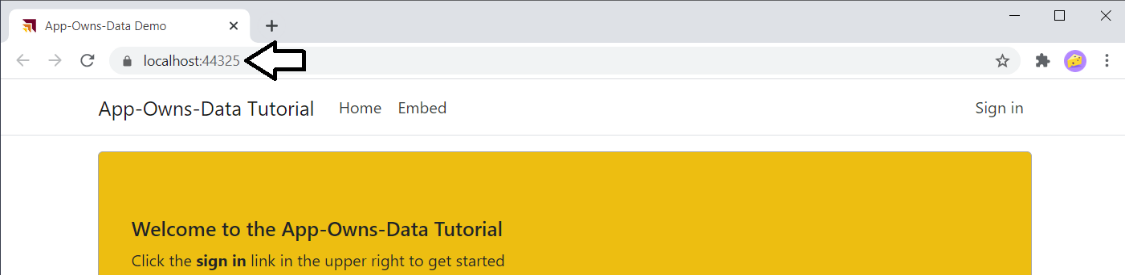 App-Owns-Data Demo
localhost:44325
App-Owns-Data Tutorial Home Embed Sign in
Welcome to the App-Owns-Data Tutorial
Click the sign in link in the upper right to get started